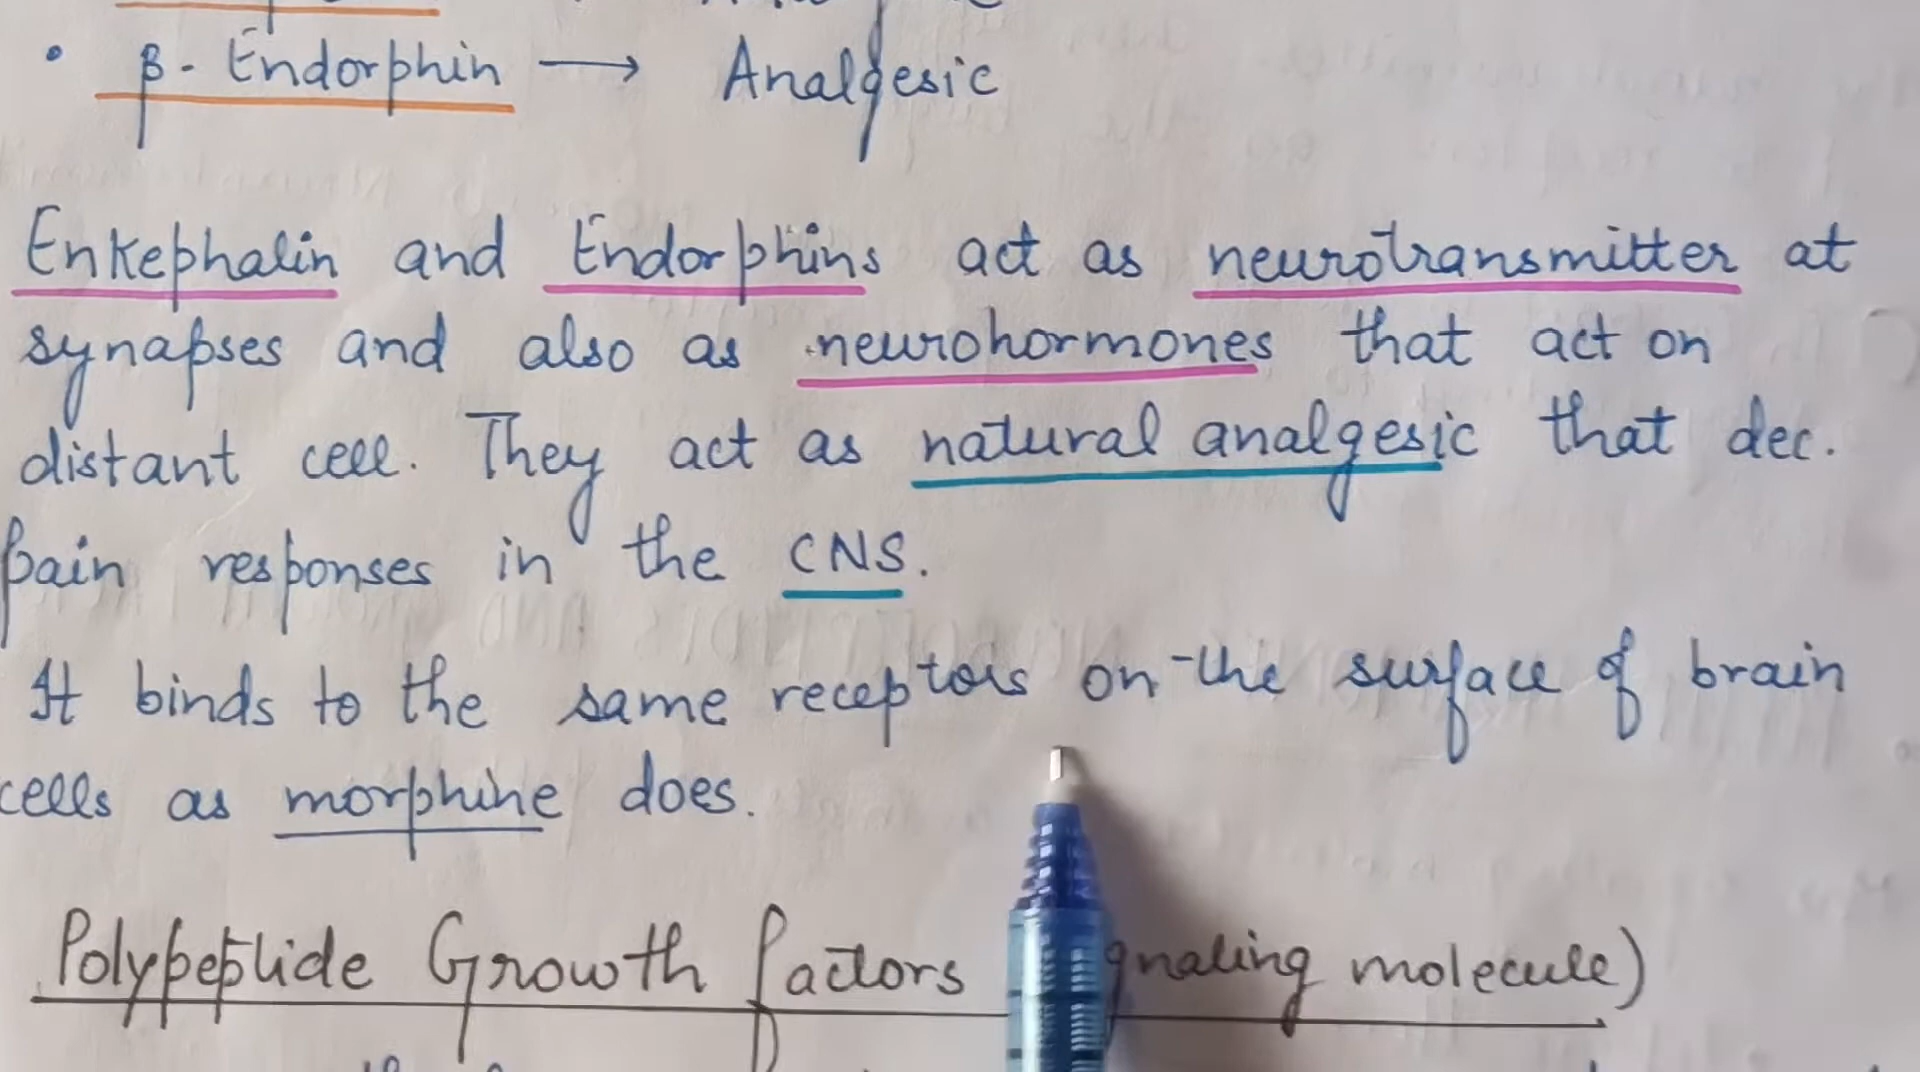 • β - Endorphin → Analgesic
Enkephalin and Endorphins act as neurotransmitter at
synapses and also as neurohormones that act on
distant cell. They act as natural analgesic that dec.
pain responses in the CNS.
It binds to the same receptors on the surface of brain
cells as morphine does.
Polypeptide Growth factors molecule)